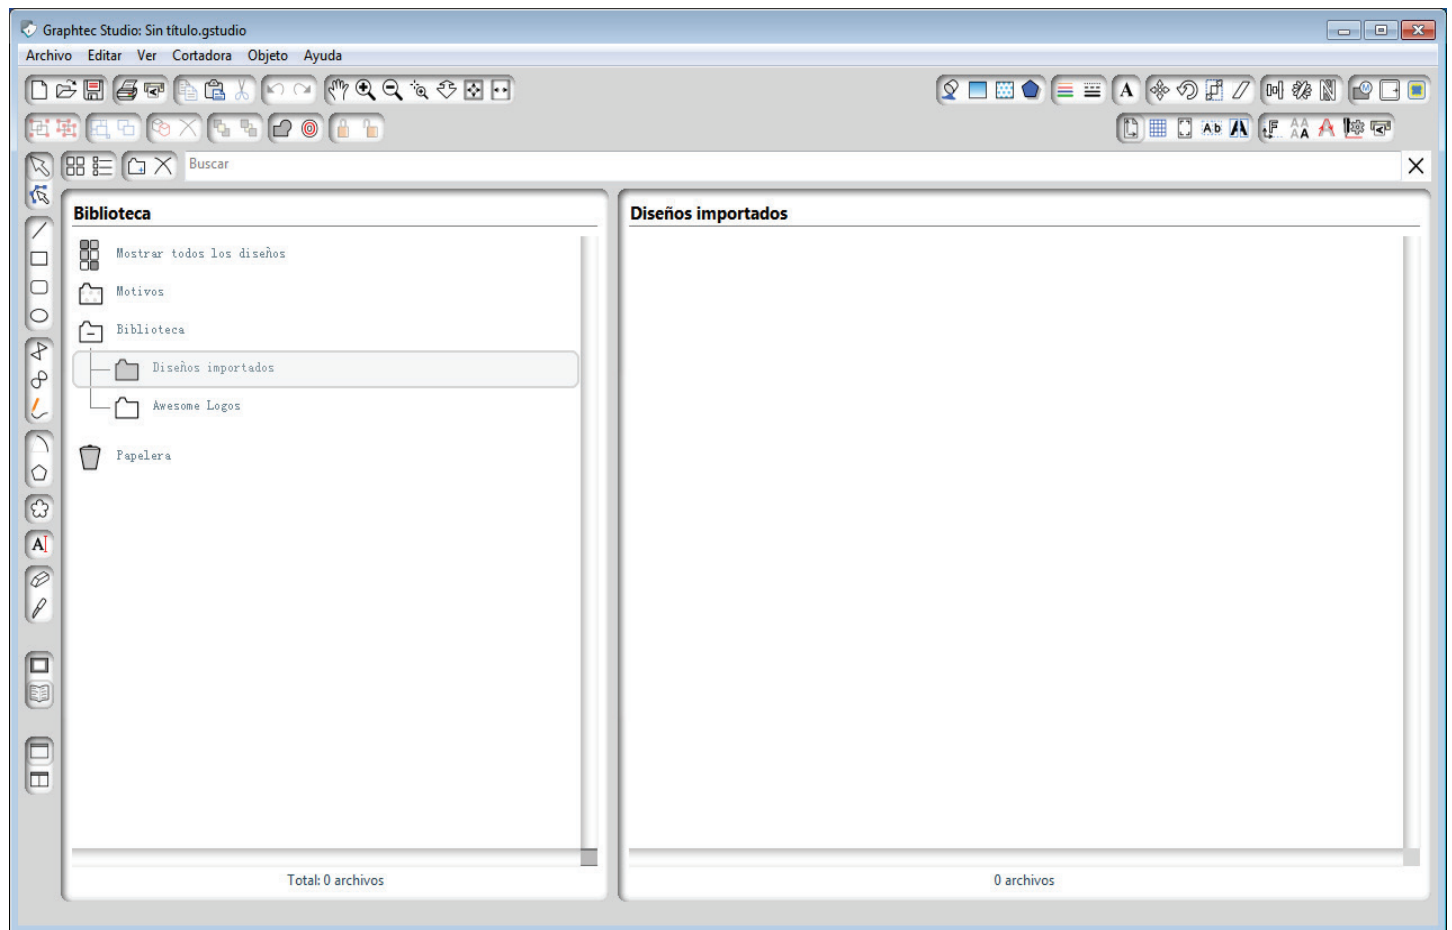 Graphtec Studio: Sin título.gstudio
Archivo Editar Ver Cortadora Objeto Ayuda
Buscar
Biblioteca
Mostrar todos los diseños
Motivos
Biblioteca
Diseños importados
Awesome Logos
Papelera
Total: 0 archivos
Diseños importados
0 archivos